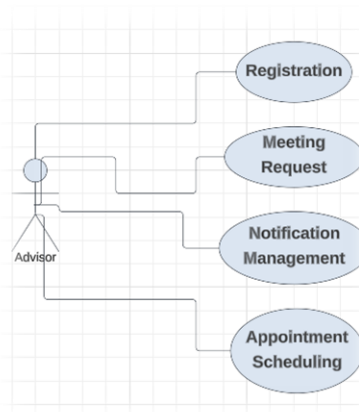 Registration
Meeting
Request
Notification
Management
Advisor
Appointment
Scheduling